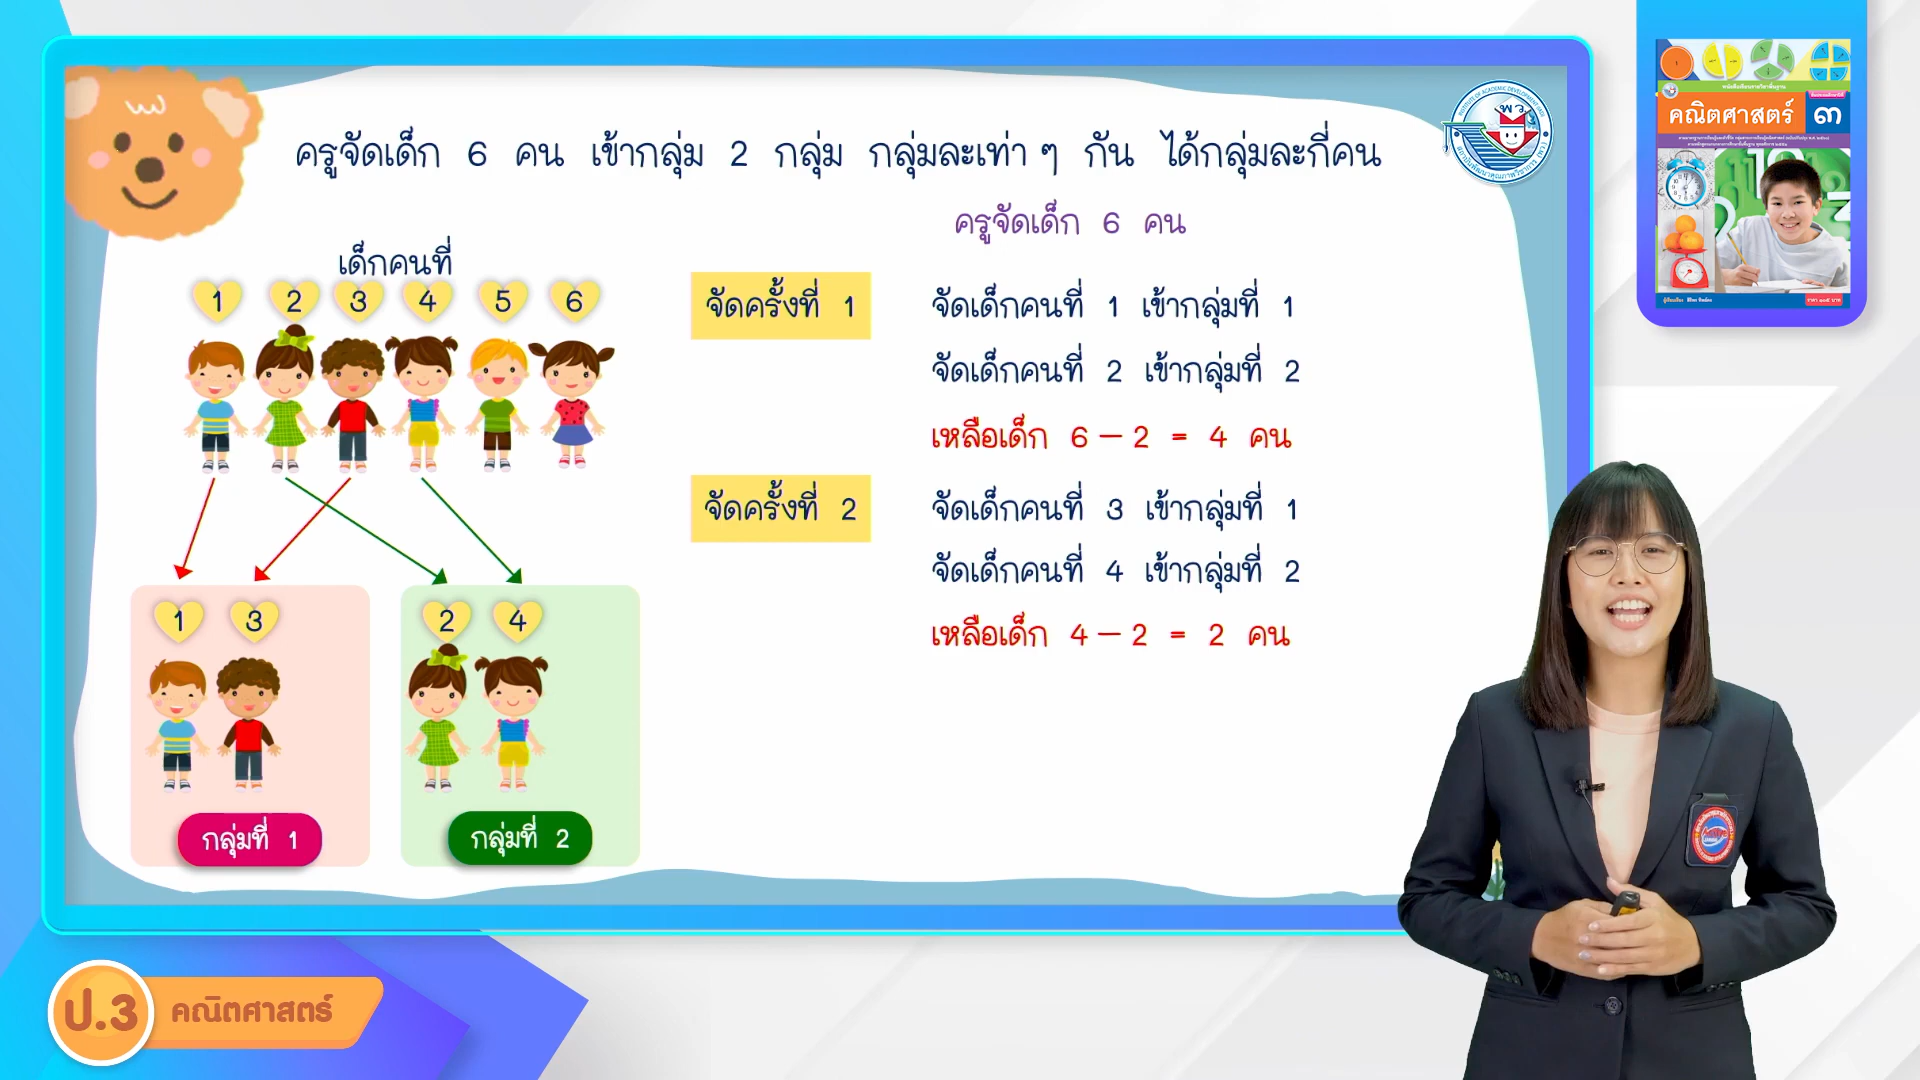 ครูจัดเด็ก 6 คน เข้ากลุ่ม 2 กลุ่ม กลุ่มละเท่า ๆ กัน ได้กลุ่มละกี่คน
ครูจัดเด็ก 6 คน
เด็กคนที่
1 2 3 4 5 6
จัดครั้งที่ 1
จัดเด็กคนที่ 1 เข้ากลุ่มที่ 1
จัดเด็กคนที่ 2 เข้ากลุ่มที่ 2
เหลือเด็ก 6 – 2 = 4 คน
จัดครั้งที่ 2
จัดเด็กคนที่ 3 เข้ากลุ่มที่ 1
จัดเด็กคนที่ 4 เข้ากลุ่มที่ 2
เหลือเด็ก 4 – 2 = 2 คน
1 3
2 4
กลุ่มที่ 1
กลุ่มที่ 2
พว
คณิตศาสตร์ ๓
ป.3 คณิตศาสตร์